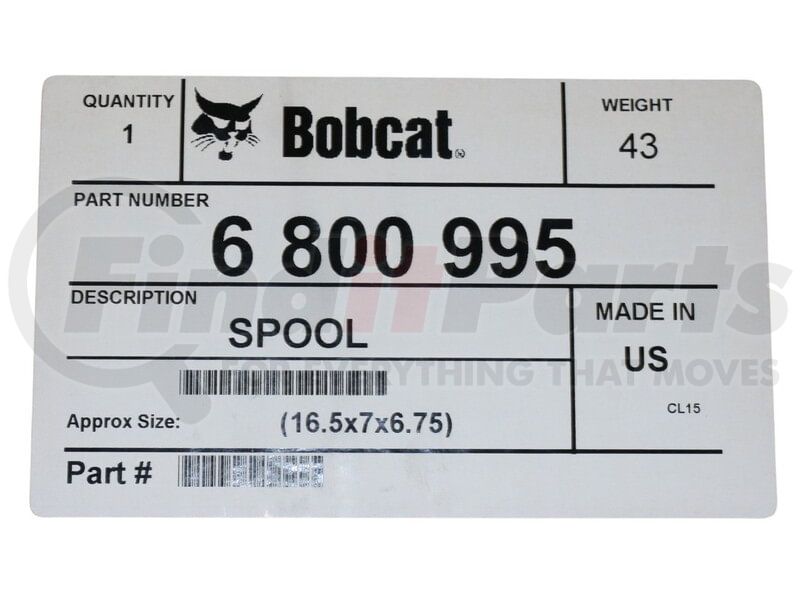 QUANTITY
1
Bobcat
WEIGHT
43
PART NUMBER
6 800 995
DESCRIPTION
SPOOL
MADE IN
US
CL15
Approx Size: (16.5x7x6.75)
Part #
FinditParts
FOR EVERYTHING THAT MOVES